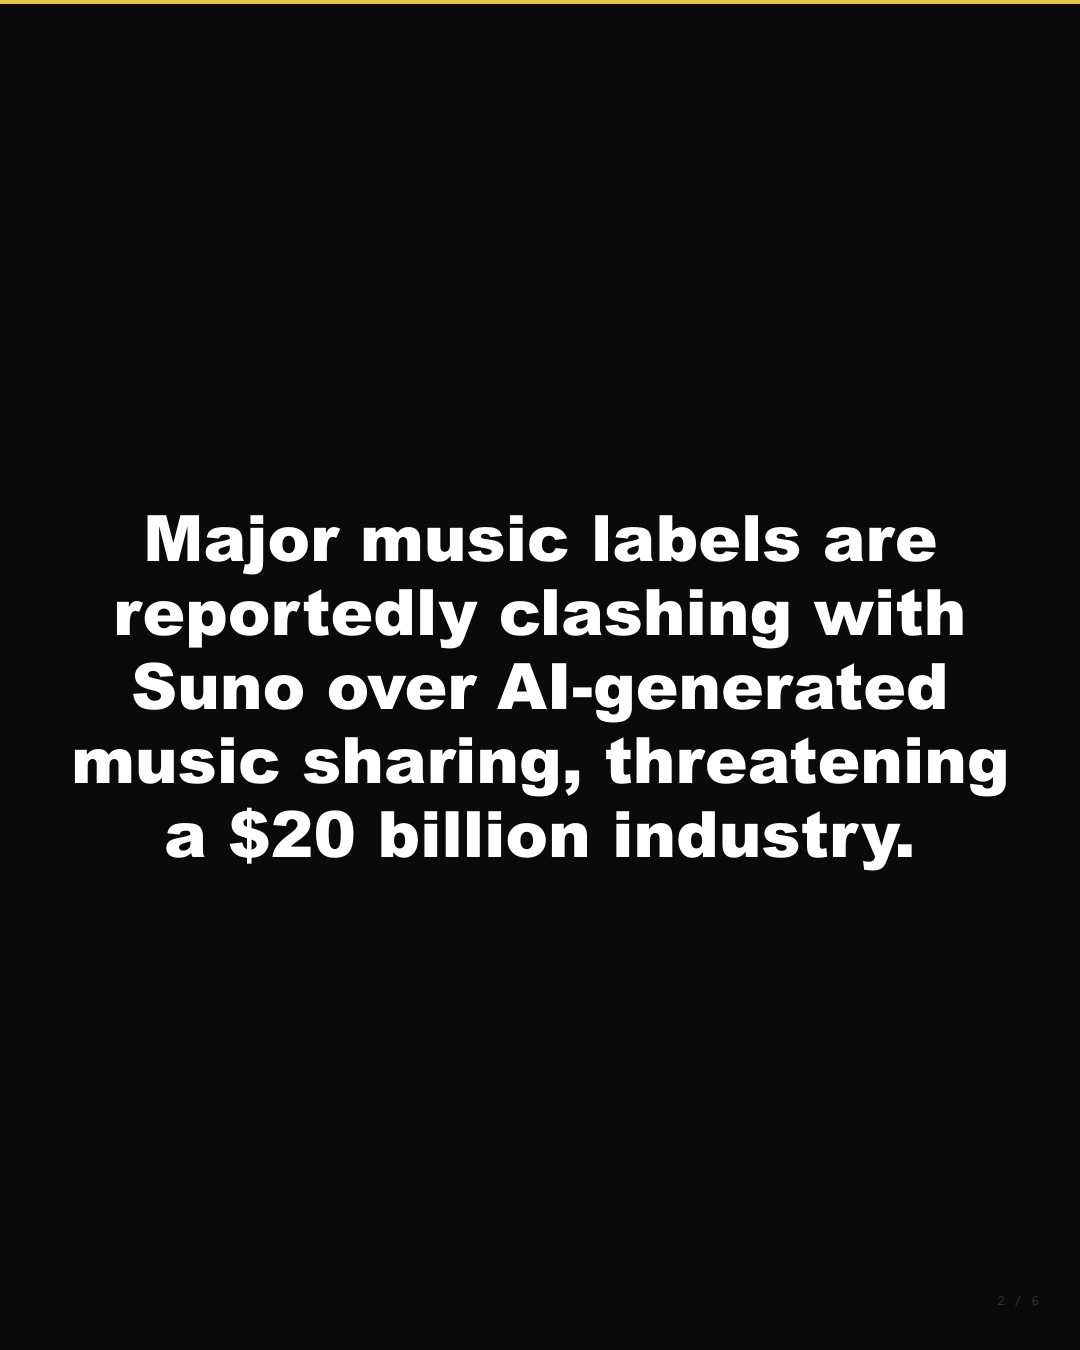 Major music labels are
reportedly clashing with
Suno over AI-generated
music sharing, threatening
a $20 billion industry.
2 / 6